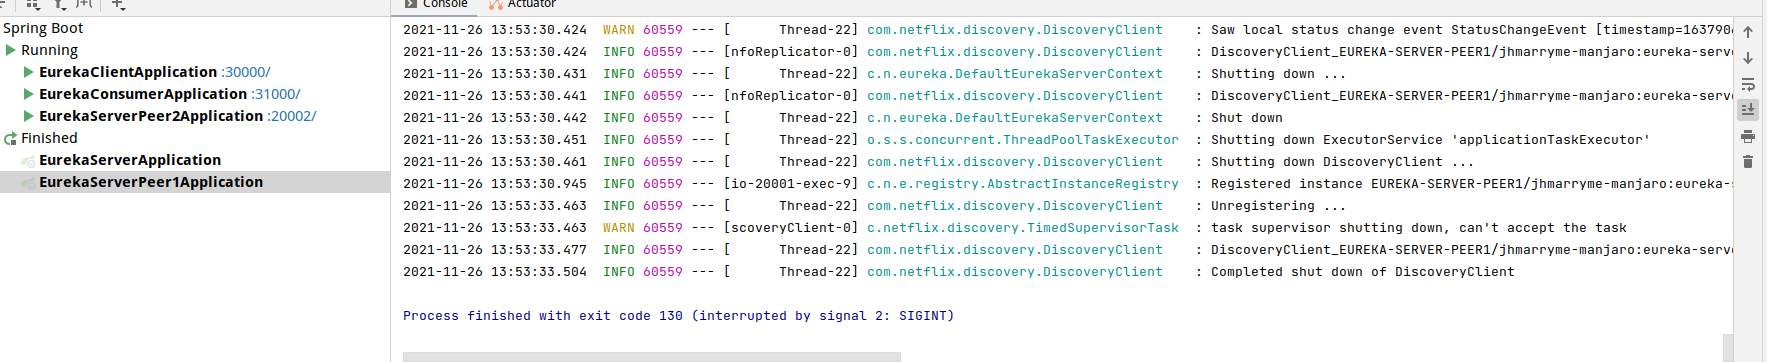 Console
Actuator
Spring Boot
Running
EurekaClientApplication :30000/
EurekaConsumerApplication :31000/
EurekaServerPeer2Application :20002/
Finished
EurekaServerApplication
EurekaServerPeer1Application
2021-11-26 13:53:30.424  WARN 60559 --- [      Thread-22] com.netflix.discovery.DiscoveryClient    : Saw local status change event StatusChangeEvent [timestamp=163790
2021-11-26 13:53:30.424  INFO 60559 --- [nfoReplicator-0] com.netflix.discovery.DiscoveryClient    : DiscoveryClient_EUREKA-SERVER-PEER1/jhmarryme-manjaro:eureka-serv
2021-11-26 13:53:30.431  INFO 60559 --- [      Thread-22] c.n.eureka.DefaultEurekaServerContext    : Shutting down ...
2021-11-26 13:53:30.441  INFO 60559 --- [nfoReplicator-0] com.netflix.discovery.DiscoveryClient    : DiscoveryClient_EUREKA-SERVER-PEER1/jhmarryme-manjaro:eureka-serv
2021-11-26 13:53:30.442  INFO 60559 --- [      Thread-22] c.n.eureka.DefaultEurekaServerContext    : Shut down
2021-11-26 13:53:30.451  INFO 60559 --- [      Thread-22] o.s.s.concurrent.ThreadPoolTaskExecutor  : Shutting down ExecutorService 'applicationTaskExecutor'
2021-11-26 13:53:30.461  INFO 60559 --- [      Thread-22] com.netflix.discovery.DiscoveryClient    : Shutting down DiscoveryClient ...
2021-11-26 13:53:30.945  INFO 60559 --- [io-20001-exec-9] c.n.e.registry.AbstractInstanceRegistry  : Registered instance EUREKA-SERVER-PEER1/jhmarryme-manjaro:eureka-
2021-11-26 13:53:33.463  INFO 60559 --- [      Thread-22] com.netflix.discovery.DiscoveryClient    : Unregistering ...
2021-11-26 13:53:33.463  WARN 60559 --- [scoveryClient-0] c.netflix.discovery.TimedSupervisorTask  : task supervisor shutting down, can't accept the task
2021-11-26 13:53:33.477  INFO 60559 --- [      Thread-22] com.netflix.discovery.DiscoveryClient    : DiscoveryClient_EUREKA-SERVER-PEER1/jhmarryme-manjaro:eureka-serv
2021-11-26 13:53:33.504  INFO 60559 --- [      Thread-22] com.netflix.discovery.DiscoveryClient    : Completed shut down of DiscoveryClient
Process finished with exit code 130 (interrupted by signal 2: SIGINT)